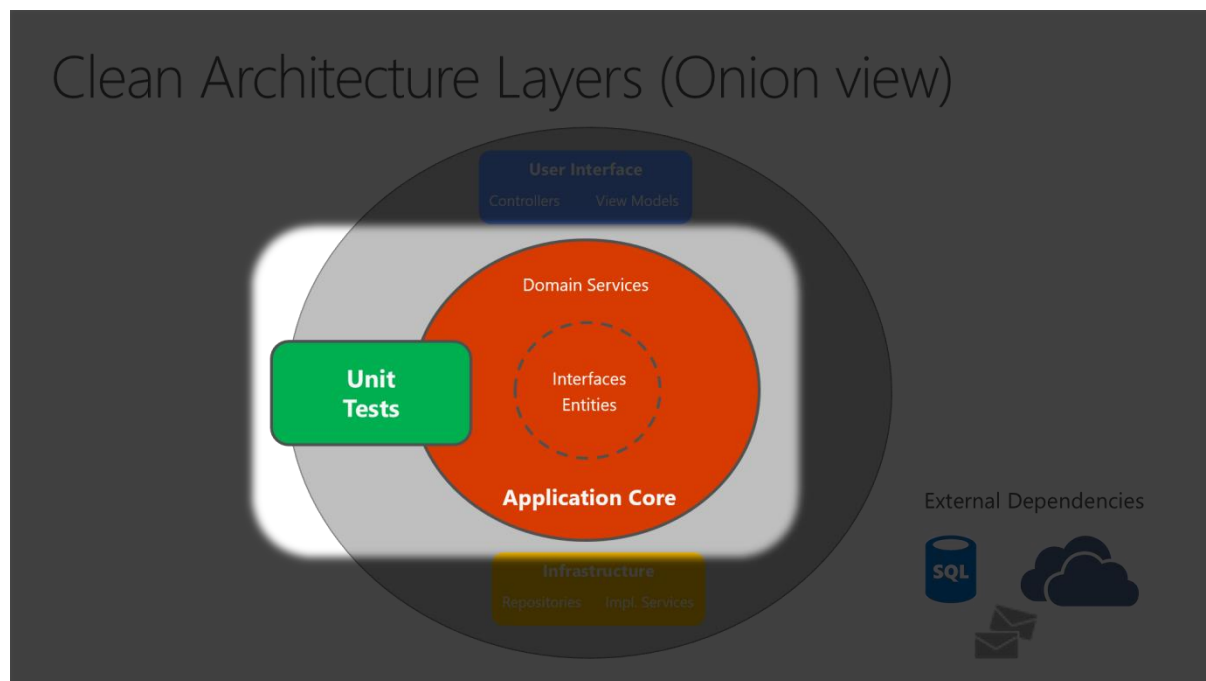 Clean Architecture Layers (Onion view)
User Interface
Controllers View Models
Domain Services
Unit
Tests
Interfaces
Entities
Application Core
Infrastructure
Repositories Impl. Services
External Dependencies
SQL